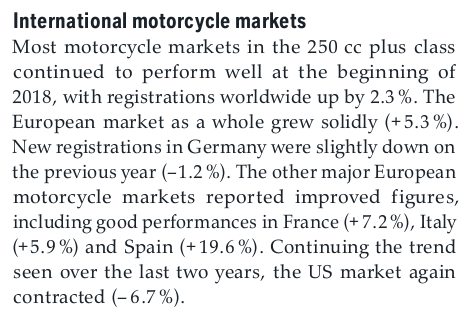 International motorcycle markets
Most motorcycle markets in the 250 cc plus class
continued to perform well at the beginning of
2018, with registrations worldwide up by 2.3 %. The
European market as a whole grew solidly (+ 5.3 %).
New registrations in Germany were slightly down on
the previous year (–1.2 %). The other major European
motorcycle markets reported improved figures,
including good performances in France (+ 7.2 %), Italy
(+ 5.9 %) and Spain (+ 19.6 %). Continuing the trend
seen over the last two years, the US market again
contracted (– 6.7 %).